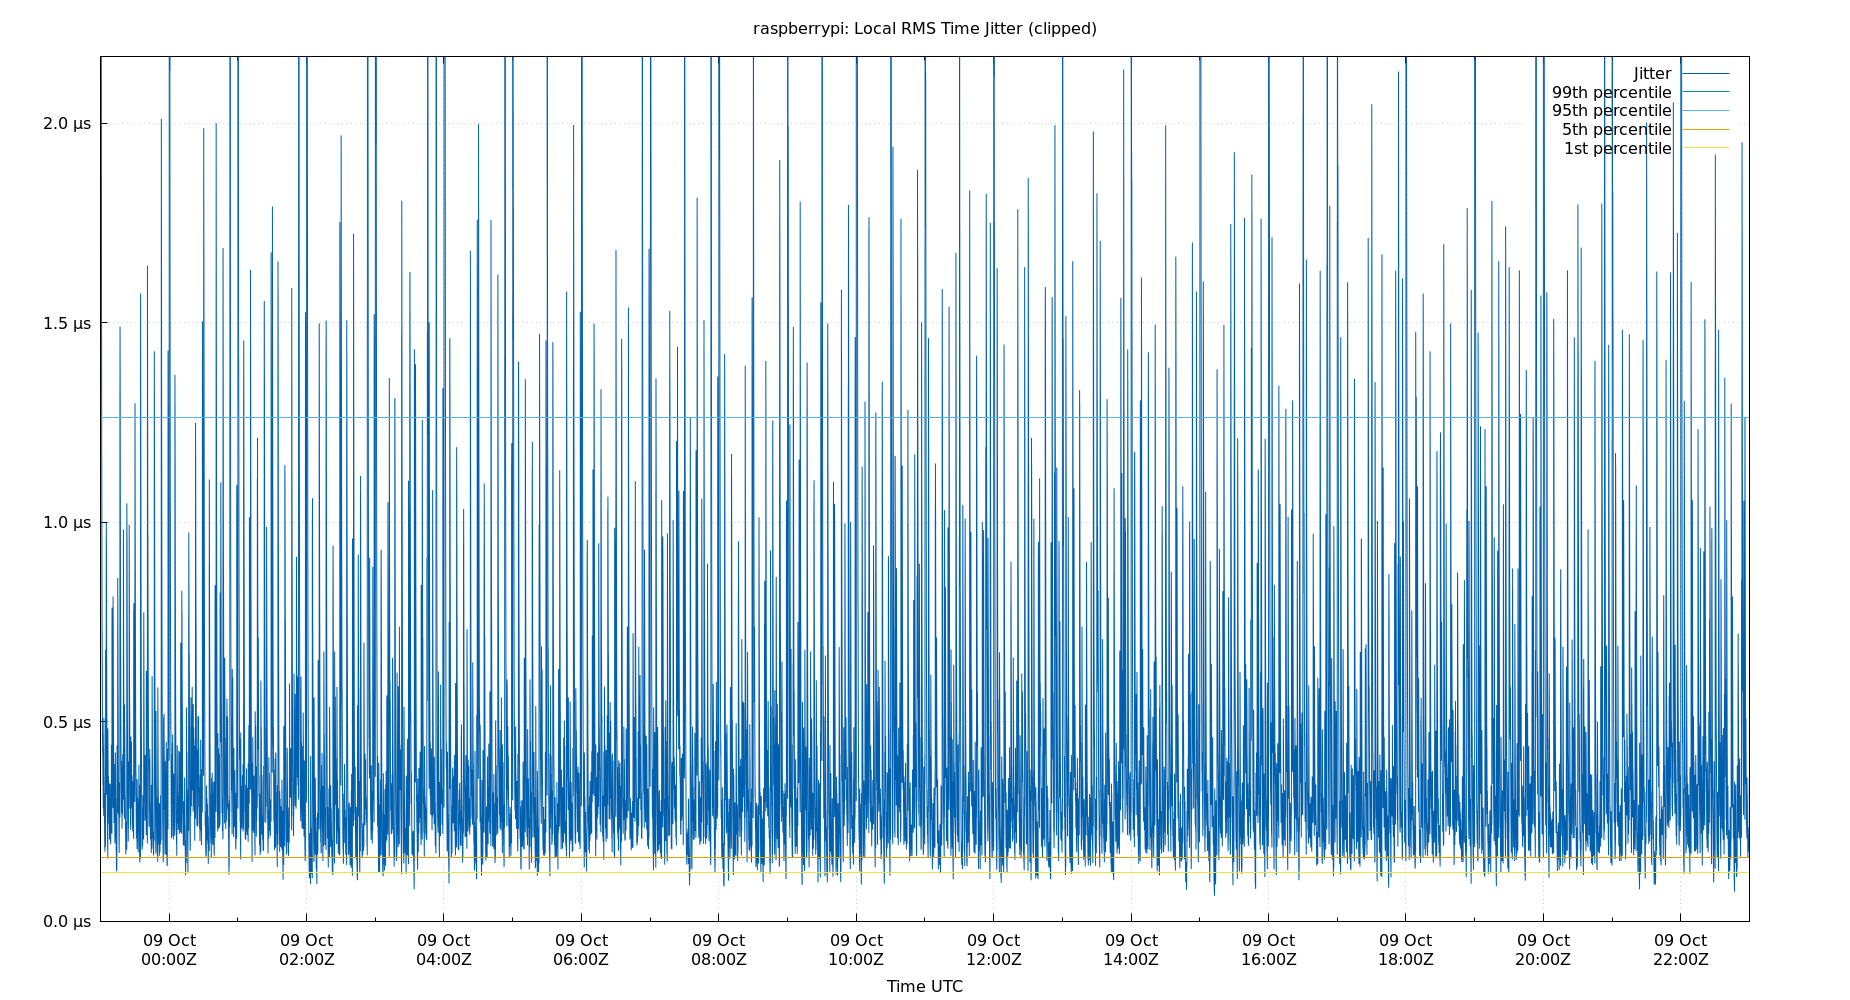 raspberrypi: Local RMS Time Jitter (clipped)
Jitter
99th percentile
95th percentile
5th percentile
1st percentile
2.0 µs
1.5 µs
1.0 µs
0.5 µs
0.0 µs
09 Oct 09 Oct 09 Oct 09 Oct 09 Oct 09 Oct 09 Oct 09 Oct 09 Oct 09 Oct 09 Oct 09 Oct
00:00Z 02:00Z 04:00Z 06:00Z 08:00Z 10:00Z 12:00Z 14:00Z 16:00Z 18:00Z 20:00Z 22:00Z
Time UTC